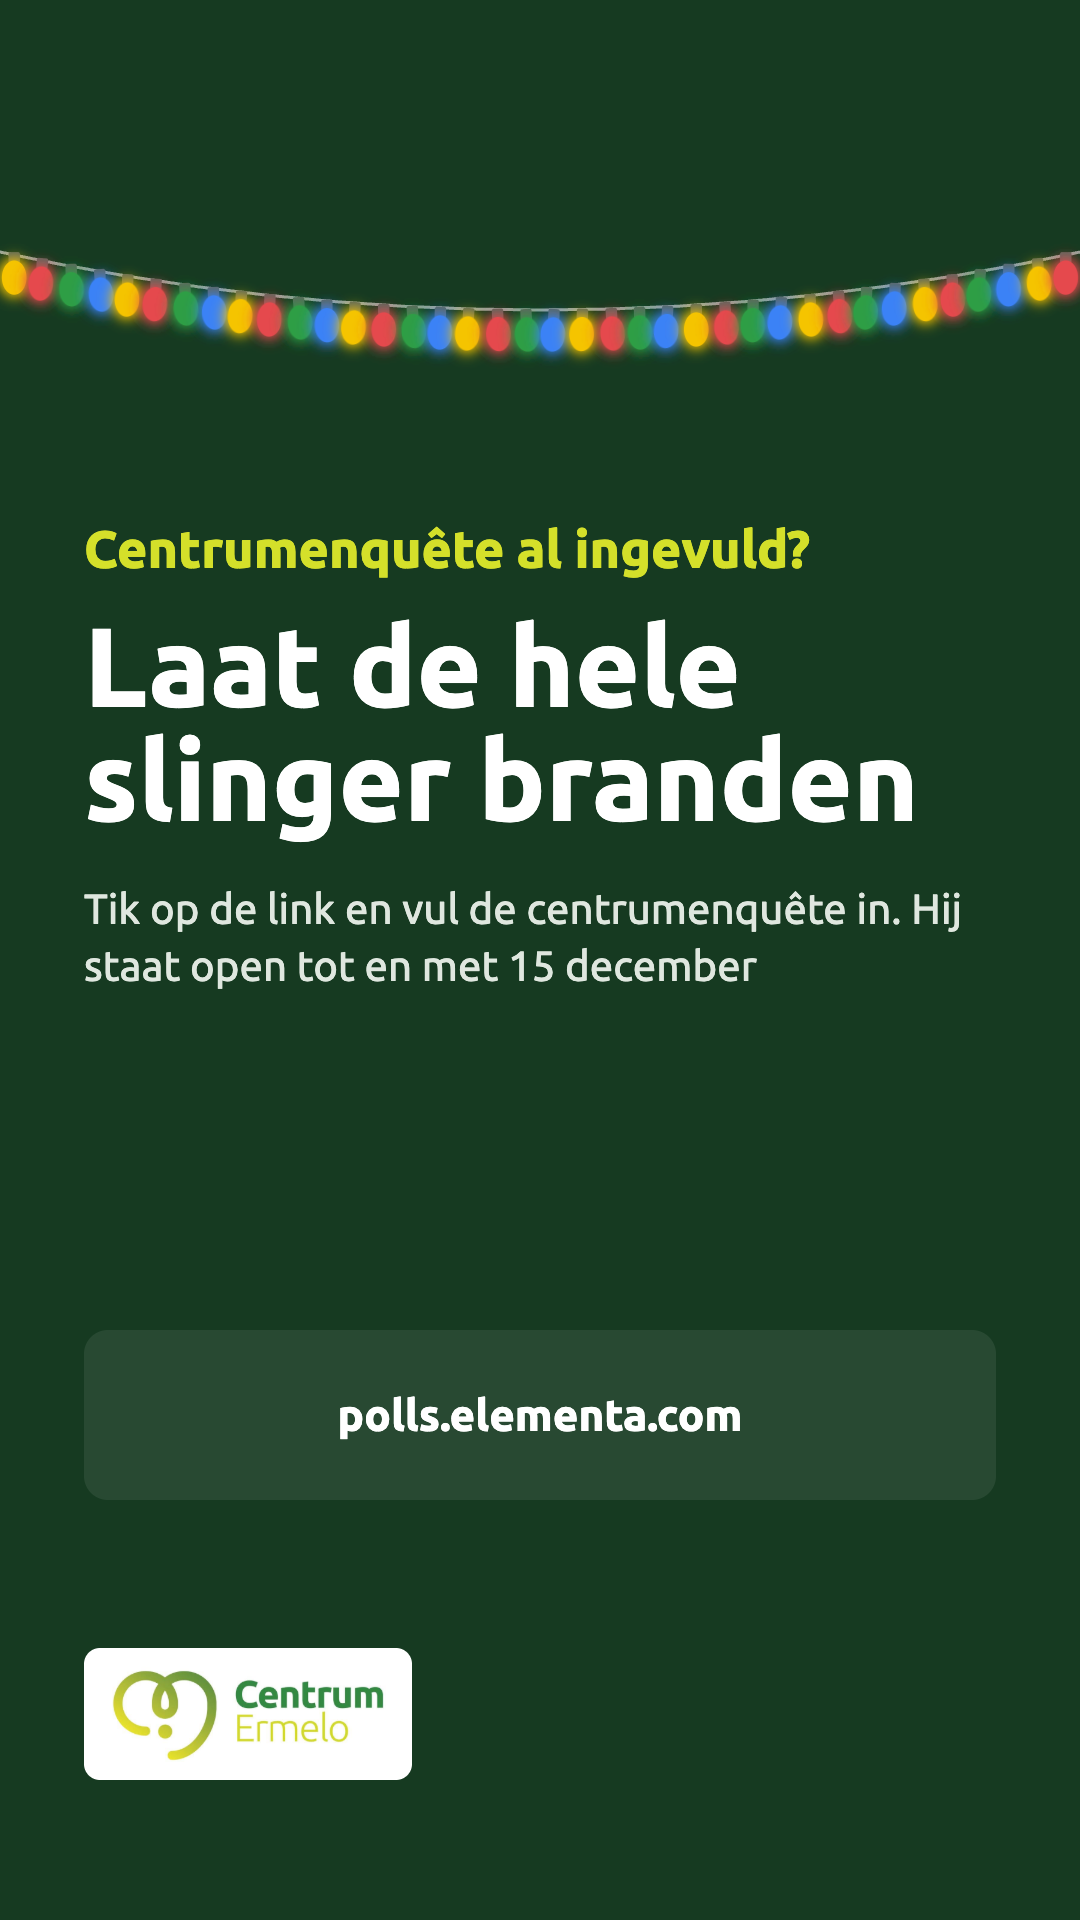 Centrumenquête al ingevuld?
Laat de hele
slinger branden
Tik op de link en vul de centrumenquête in. Hij
staat open tot en met 15 december
polls.elementa.com
Centrum
Ermelo